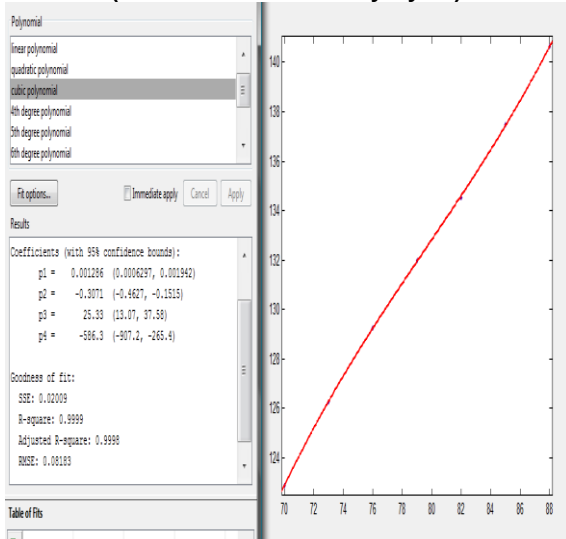 Polynomial
linear polynomial
quadratic polynomial
cubic polynomial
4th degree polynomial
5th degree polynomial
6th degree polynomial
Fit options...
Immediate apply
Cancel
Apply
Results
Coefficients (with 95% confidence bounds):
p1 = 0.001286 (0.0006297, 0.001942)
p2 = -0.3071 (-0.4627, -0.1515)
p3 = 25.33 (13.07, 37.58)
p4 = -586.3 (-907.2, -265.4)
Goodness of fit:
SSE: 0.02009
R-square: 0.9999
Adjusted R-square: 0.9998
RMSE: 0.08183
Table of Fits
140
138
136
134
132
130
128
126
124
70 72 74 76 78 80 82 84 86 88